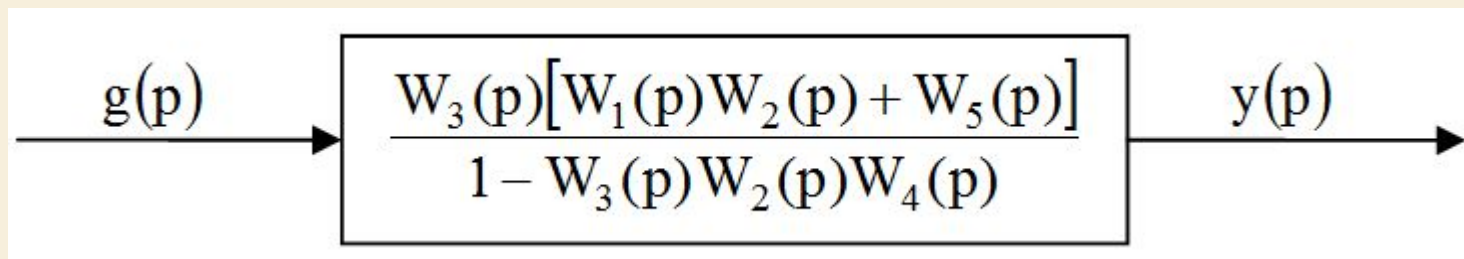 g(p)
W₃(p)[W₁(p)W₂(p) + W₅(p)]
1 − W₃(p)W₂(p)W₄(p)
y(p)